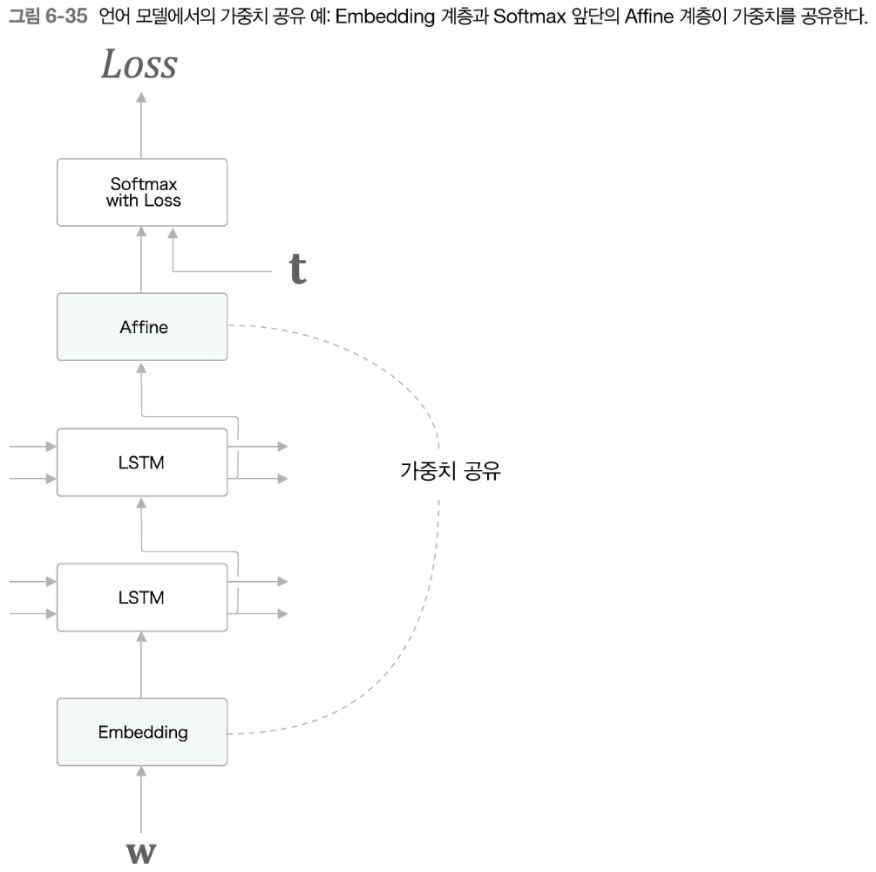 그림 6-35 언어 모델에서의 가중치 공유 예: Embedding 계층과 Softmax 앞단의 Affine 계층이 가중치를 공유한다.
Loss
Softmax
with Loss
t
Affine
LSTM
가중치 공유
LSTM
Embedding
w